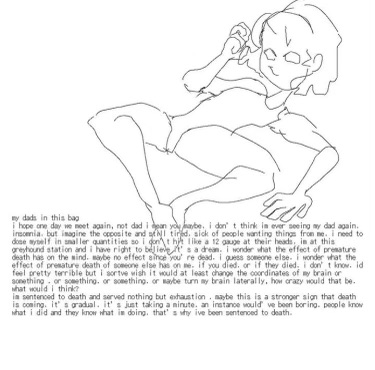 my dads in this bag
i hope one day we meet again, not dad i mean you maybe. i don't think im ever seeing my dad again.
insomnia. but imagine the opposite and still tired. sick of people wanting things from me. i need to
dose myself in smaller quantities so i don't hit like a 12 gauge at their heads. im at this
greyhound station and i have right to believe it's a dream. i wonder what the effect of premature
death has on the mind. maybe no effect since you're dead. i guess someone else. i wonder what the
effect of premature death of someone else has on me. if you died. or if they died. i don't know. id
feel pretty terrible but i sortve wish it would at least change the coordinates of my brain or
something . or something. or something. or maybe turn my brain laterally, how crazy would that be.
what would i think?
im sentenced to death and served nothing but exhaustion . maybe this is a stronger sign that death
is coming. it's gradual. it's just taking a minute. an instance would've been boring. people know
what i did and they know what im doing. that's why ive been sentenced to death.